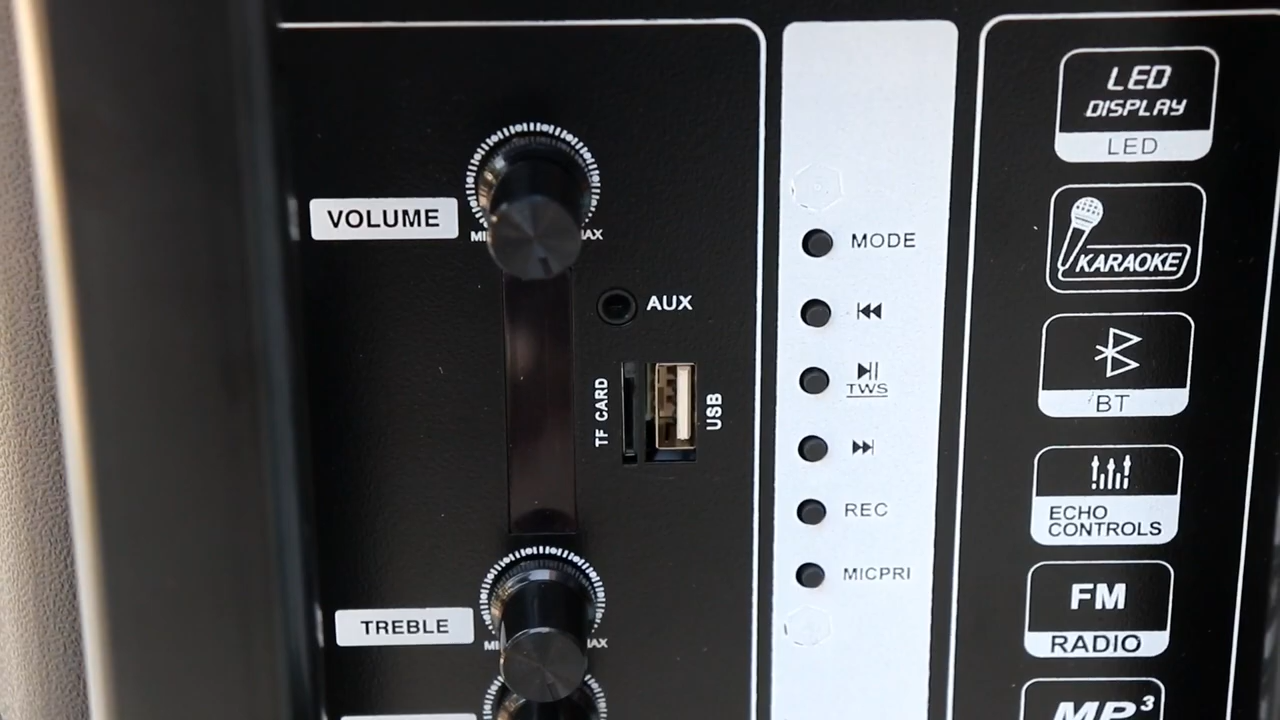 VOLUME
AUX
TF CARD
USB
TREBLE
MODE
TWS
REC
MICPRI
LED
DISPLAY
LED
KARAOKE
BT
ECHO
CONTROLS
FM
RADIO
MP3